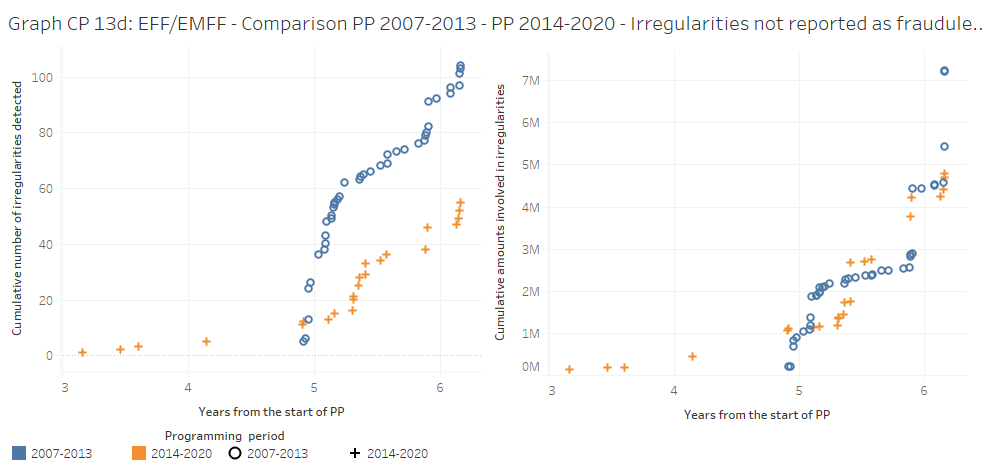 Graph CP 13d: EFF/EMFF - Comparison PP 2007-2013 - PP 2014-2020 - Irregularities not reported as fraudule..
Cumulative number of irregularities detected
100
80
60
40
20
0
3 4 5 6
Years from the start of PP
Cumulative amounts involved in irregularities
7M
6M
5M
4M
3M
2M
1M
0M
3 4 5 6
Years from the start of PP
Programming period
2007-2013 2014-2020 2007-2013 2014-2020